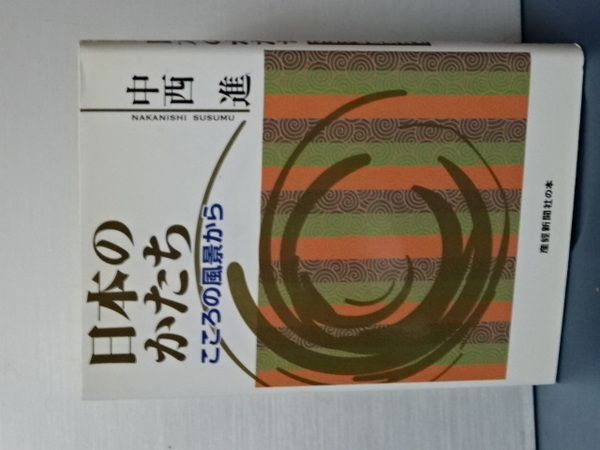 日本の
かたち
こころの風景から
中西 進
NAKANISHI SUSUMU
産經新聞社の本